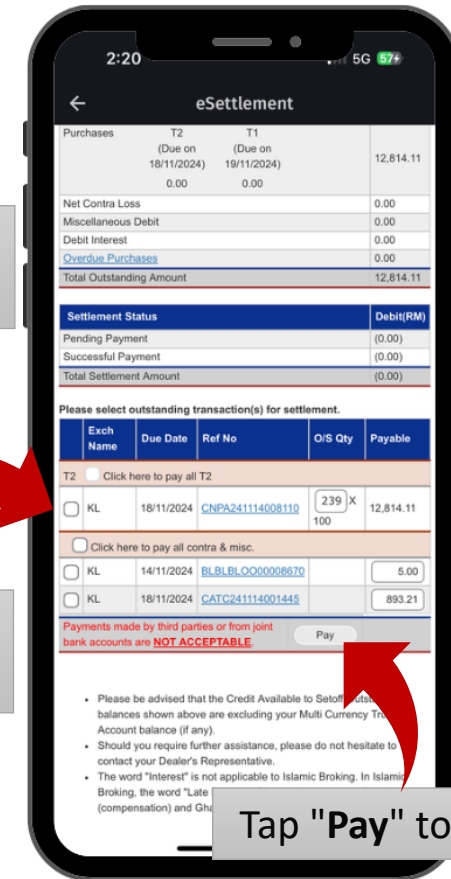 2:20 5G 57
eSettlement
Purchases T2 T1
(Due on (Due on
18/11/2024) 19/11/2024) 12,814.11
0.00 0.00
Net Contra Loss 0.00
Miscellaneous Debit 0.00
Debit Interest 0.00
Overdue Purchases 0.00
Total Outstanding Amount 12,814.11
Settlement Status Debit(RM)
Pending Payment (0.00)
Successful Payment (0.00)
Total Settlement Amount (0.00)
Please select outstanding transaction(s) for settlement.
Exch Name Due Date Ref No O/S Qty Payable
T2 Click here to pay all T2
KL 18/11/2024 CNPA241114008110 239 X 100 12,814.11
Click here to pay all contra & misc.
KL 14/11/2024 BLBLBLOO00008670 5.00
KL 18/11/2024 CATC241114001445 893.21
Payments made by third parties or from joint
bank accounts are NOT ACCEPTABLE. Pay
• Please be advised that the Credit Available to Setoff
balances shown above are excluding your Multi Currency
Account balance (if any).
• Should you require further assistance, please do not hesitate to
contact your Dealer's Representative.
• The word "Interest" is not applicable to Islamic Broking. In Islamic
Broking, the word "Late
(compensation) and
Tap "Pay" to